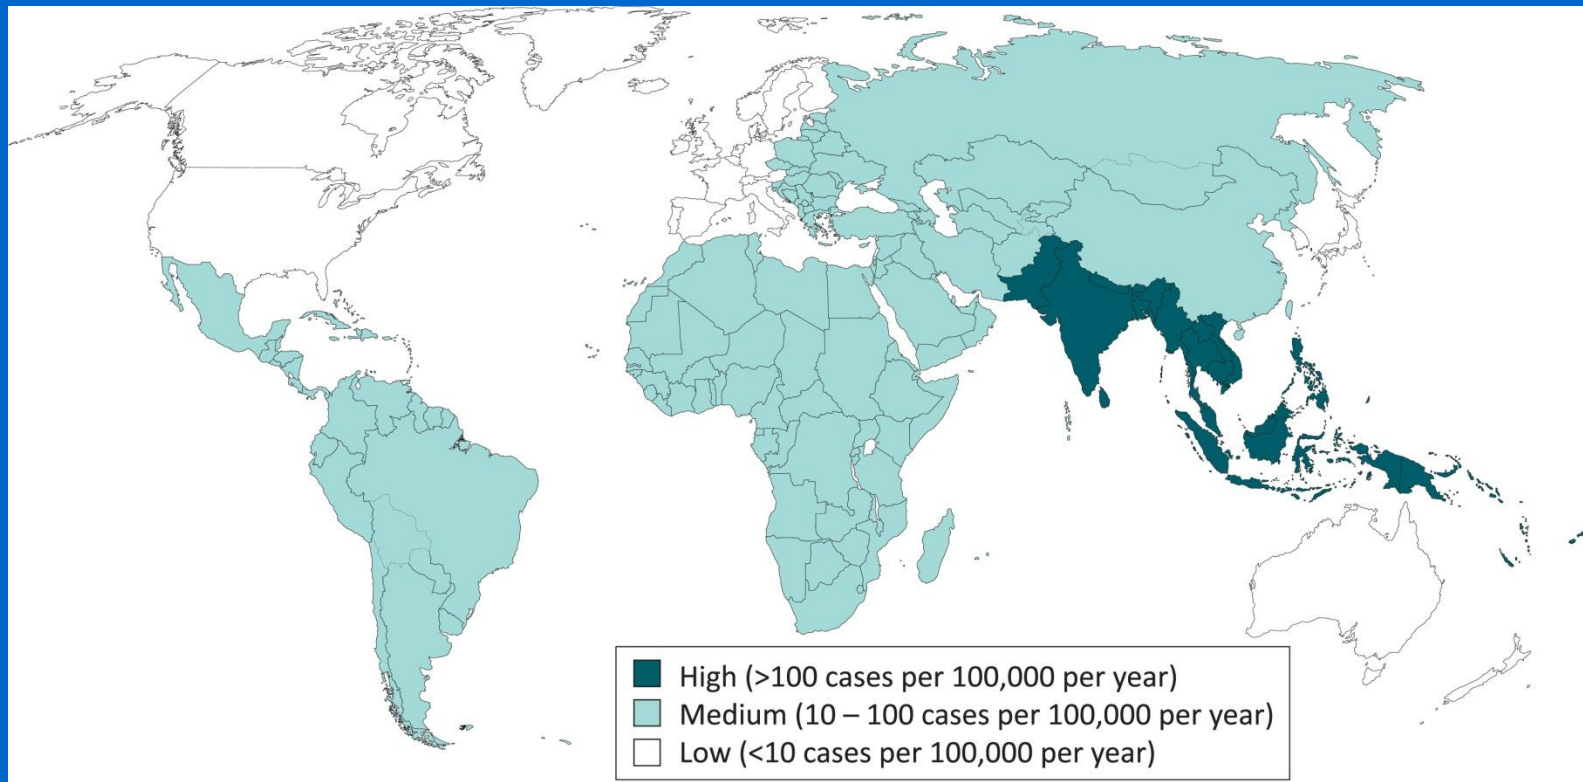 High (>100 cases per 100,000 per year)
Medium (10 – 100 cases per 100,000 per year)
Low (<10 cases per 100,000 per year)